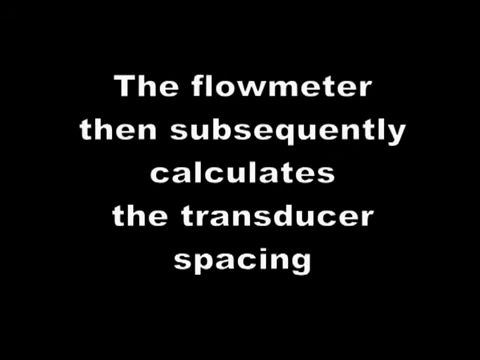 The flowmeter
then subsequently
calculates
the transducer
spacing